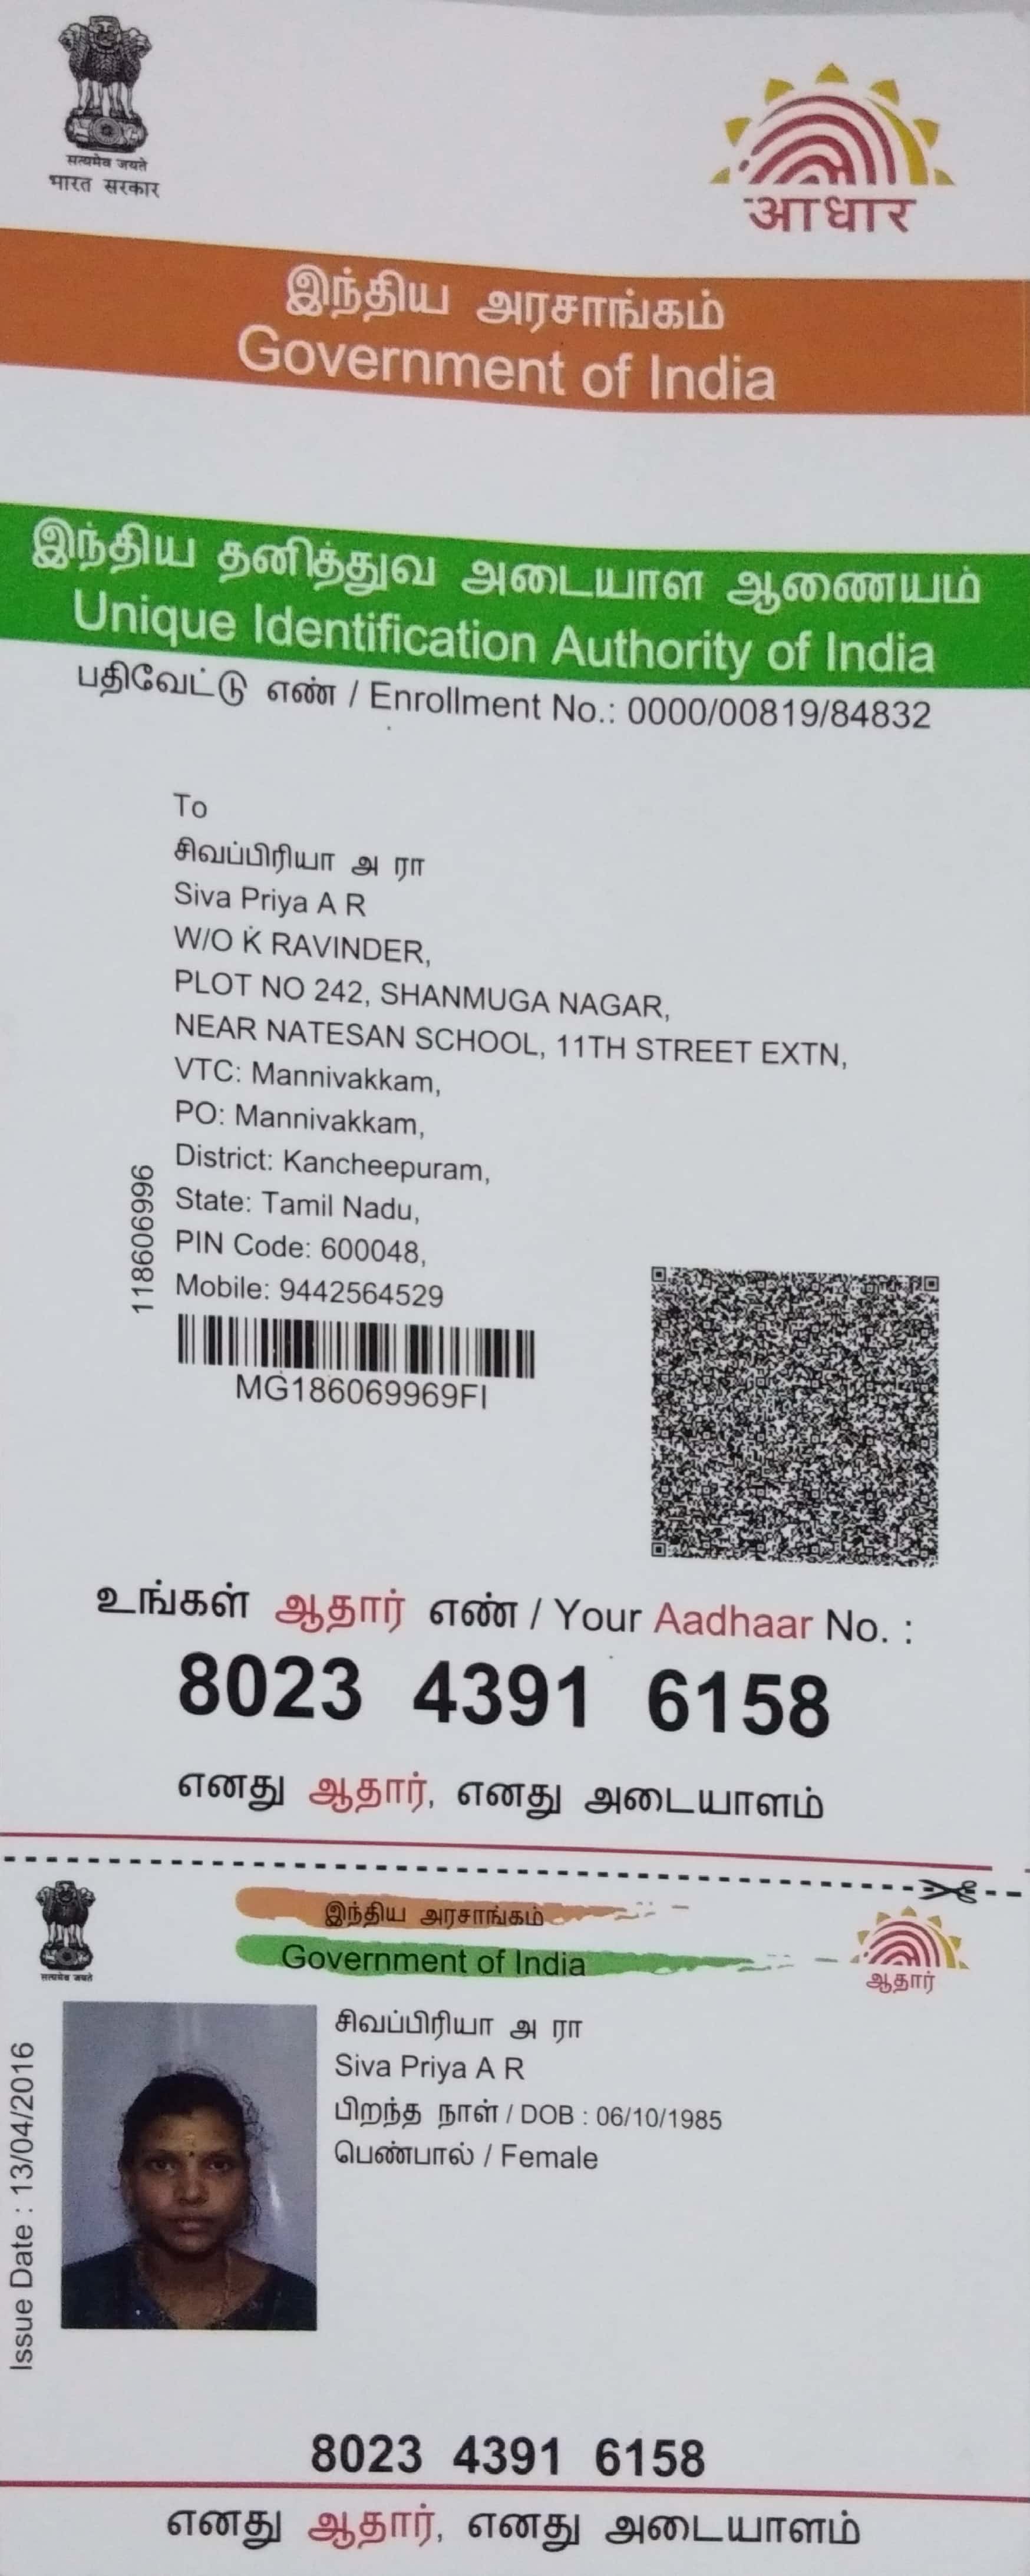 सत्यमेव जयते
भारत सरकार
आधार
இந்திய அரசாங்கம்
Government of India
இந்திய தனித்துவ அடையாள ஆணையம்
Unique Identification Authority of India
பதிவேட்டு எண் / Enrollment No.: 0000/00819/84832
To
சிவப்பிரியா அ ரா
Siva Priya A R
W/O K RAVINDER,
PLOT NO 242, SHANMUGA NAGAR,
NEAR NATESAN SCHOOL, 11TH STREET EXTN,
VTC: Mannivakkam,
PO: Mannivakkam,
District: Kancheepuram,
State: Tamil Nadu,
PIN Code: 600048,
Mobile: 9442564529
118606996
MG186069969FI
உங்கள் ஆதார் எண் / Your Aadhaar No. :
8023 4391 6158
எனது ஆதார், எனது அடையாளம்
இந்திய அரசாங்கம்
Government of India
सत्यमेव जयते
ஆதார்
Issue Date : 13/04/2016
சிவப்பிரியா அ ரா
Siva Priya A R
பிறந்த நாள் / DOB : 06/10/1985
பெண்பால் / Female
8023 4391 6158
எனது ஆதார், எனது அடையாளம்